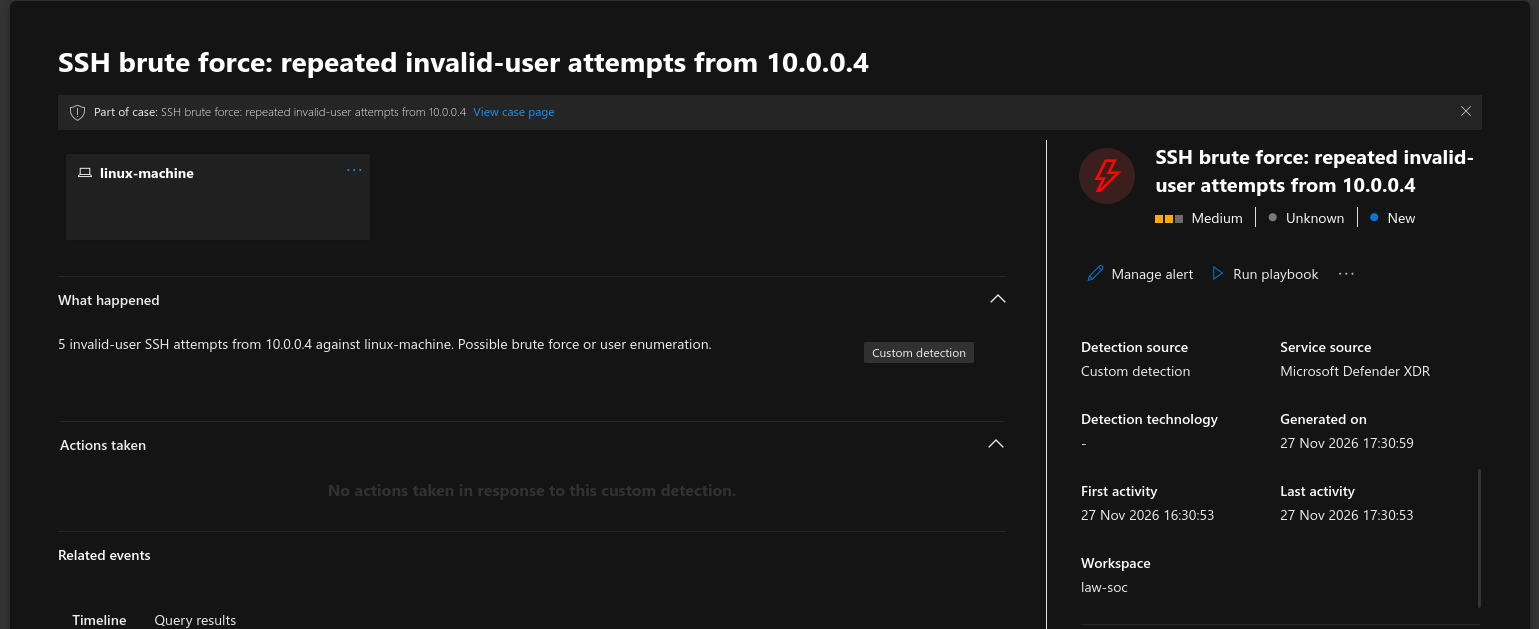 SSH brute force: repeated invalid-user attempts from 10.0.0.4
Part of case: SSH brute force: repeated invalid-user attempts from 10.0.0.4 View case page
linux-machine
What happened
5 invalid-user SSH attempts from 10.0.0.4 against linux-machine. Possible brute force or user enumeration.
Custom detection
Actions taken
No actions taken in response to this custom detection.
Related events
Timeline Query results
SSH brute force: repeated invalid-
user attempts from 10.0.0.4
Medium Unknown New
Manage alert Run playbook
Detection source Service source
Custom detection Microsoft Defender XDR
Detection technology Generated on
- 27 Nov 2026 17:30:59
First activity Last activity
27 Nov 2026 16:30:53 27 Nov 2026 17:30:53
Workspace
law-soc